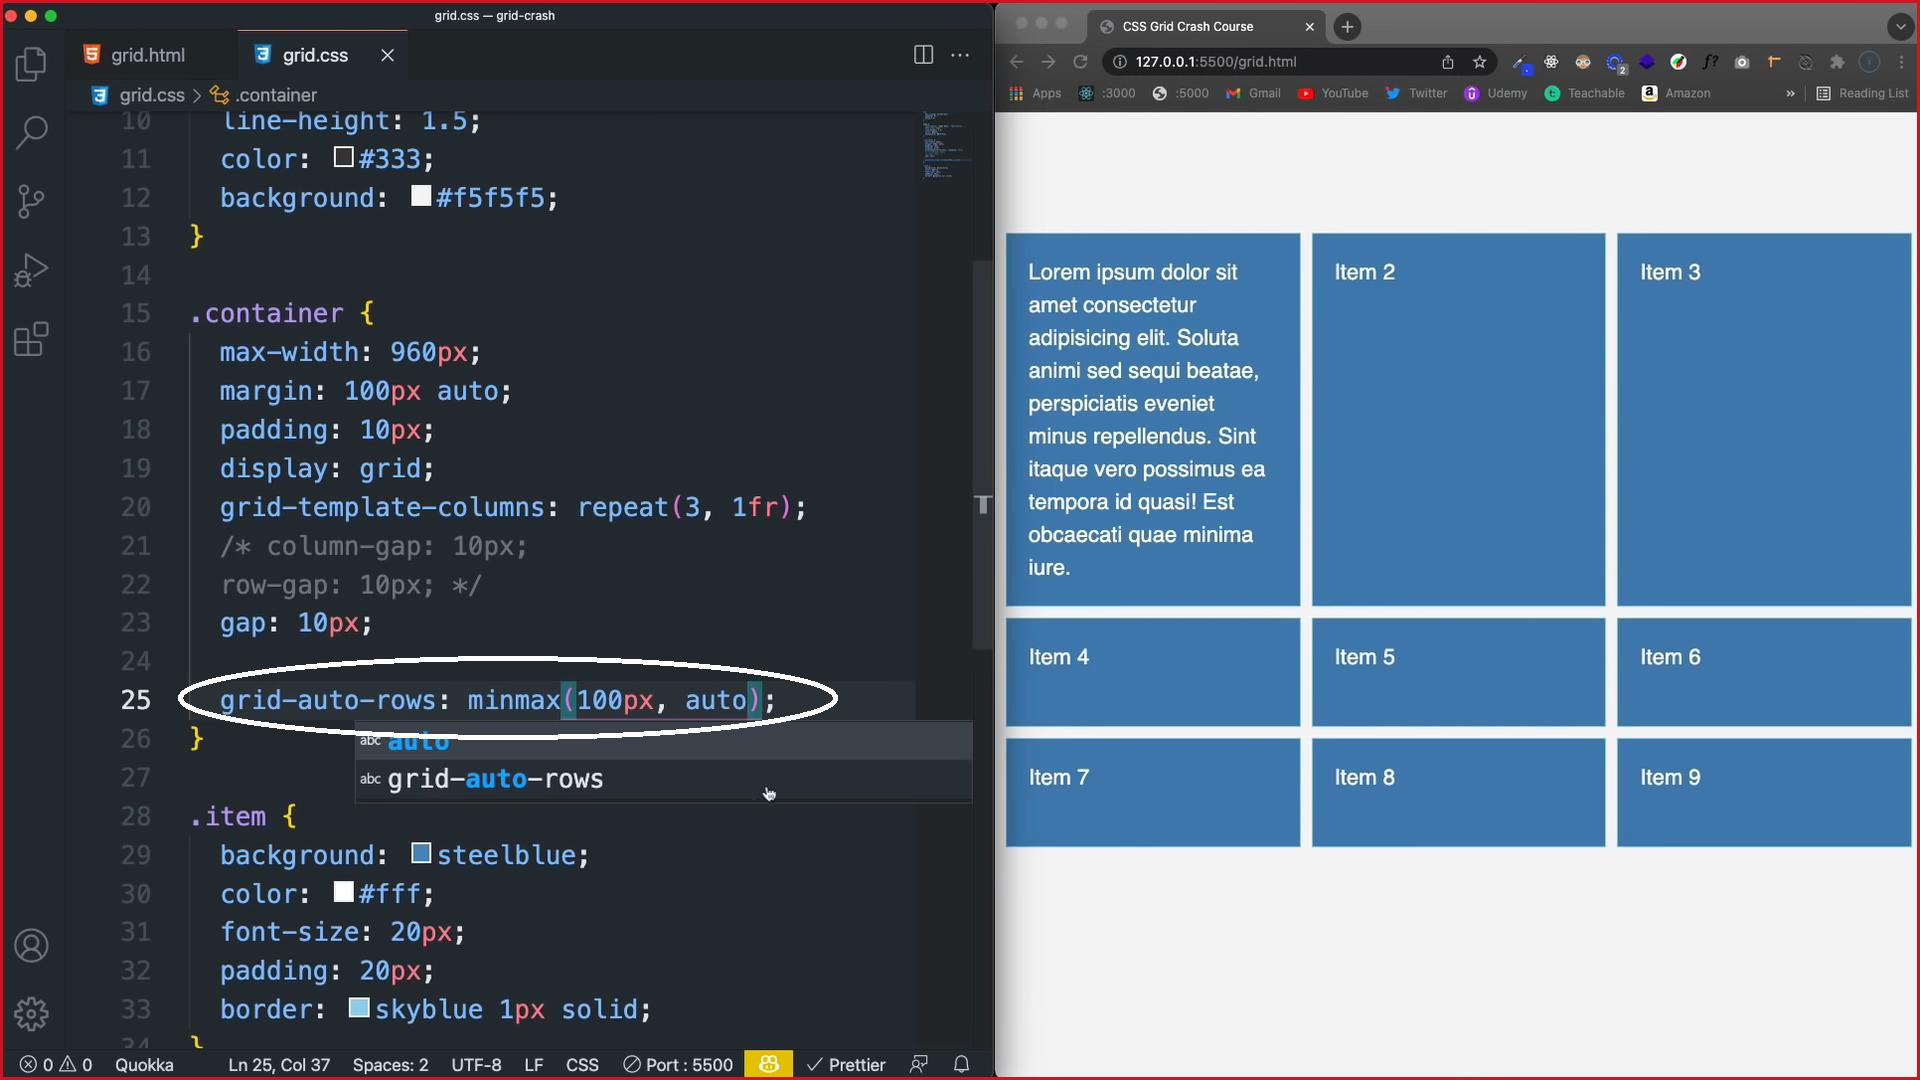 grid.css — grid-crash
grid.html
grid.css
grid.css > .container
10 line-height: 1.5;
11 color: #333;
12 background: #f5f5f5;
13 }
14
15 .container {
16 max-width: 960px;
17 margin: 100px auto;
18 padding: 10px;
19 display: grid;
20 grid-template-columns: repeat(3, 1fr);
21 /* column-gap: 10px;
22 row-gap: 10px; */
23 gap: 10px;
24
25 grid-auto-rows: minmax(100px, auto);
26 }
abc auto
27
abc grid-auto-rows
28 .item {
29 background: steelblue;
30 color: #fff;
31 font-size: 20px;
32 padding: 20px;
33 border: skyblue 1px solid;
34 }
0 0 Quokka Ln 25, Col 37 Spaces: 2 UTF-8 LF CSS Port : 5500 Prettier
CSS Grid Crash Course
127.0.0.1:5500/grid.html
f?
2
Apps :3000 :5000 Gmail YouTube Twitter Udemy Teachable Amazon » Reading List
Lorem ipsum dolor sit
amet consectetur
adipisicing elit. Soluta
animi sed sequi beatae,
perspiciatis eveniet
minus repellendus. Sint
itaque vero possimus ea
tempora id quasi! Est
obcaecati quae minima
iure.
Item 2
Item 3
Item 4
Item 5
Item 6
Item 7
Item 8
Item 9